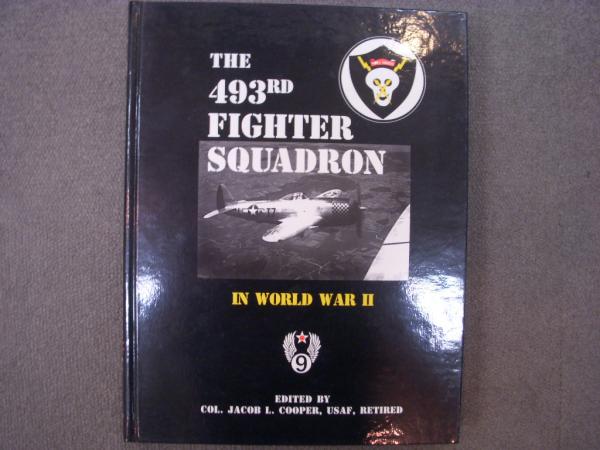 THE
493RD
FIGHTER
SQUADRON
IN WORLD WAR II
9
EDITED BY
COL. JACOB L. COOPER, USAF, RETIRED